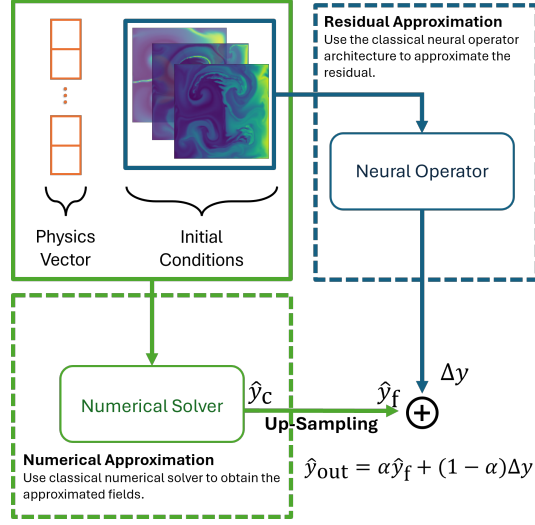 Residual Approximation
Use the classical neural operator
architecture to approximate the
residual.
Neural Operator
Physics
Vector
Initial
Conditions
Δy
Numerical Solver
ŷc
Up-Sampling
ŷf
Numerical Approximation
Use classical numerical solver to obtain the
approximated fields.
ŷout = αŷf + (1 − α)Δy